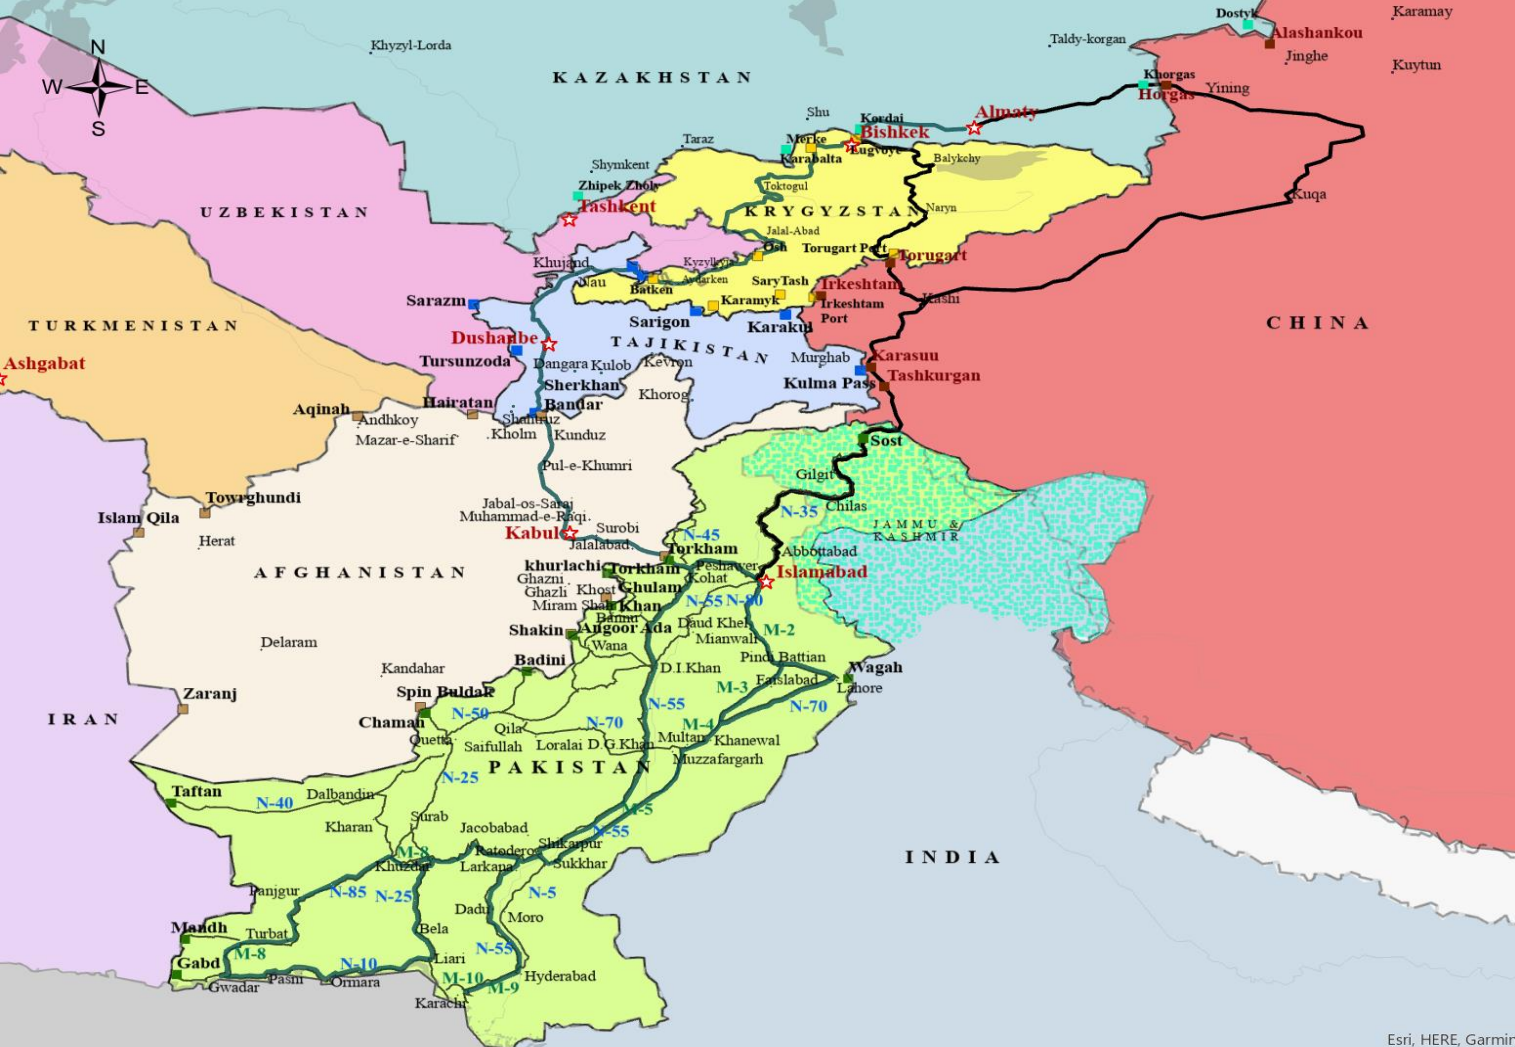 Dostyk
Karamay
Alashankou
Taldy-korgan
Khyzyl-Lorda
Jinghe
Kuytun
N
W
E
S
KAZAKHSTAN
Khorgas
Horgas
Yining
Shu
Kordai
Almaty
Bishkek
Merke
Taraz
Karabalta
Lugvoye
Balykchy
Shymkent
Zhipek Zholy
Toktogul
Kuqa
Tashkent
UZBEKISTAN
KRYGYZSTAN
Naryn
Jalal-Abad
Osh
Torugart Port
Torugart
Khujand
Kyzylkyia
Aydarken
Nau
Batken
SaryTash
Irkeshtam
Karamyk
Irkeshtam
Port
Kashi
Sarazm
Sarigon
Karakul
TURKMENISTAN
CHINA
Dushanbe
TAJIKISTAN
Ashgabat
Tursunzoda
Dangara
Kulob
Kevron
Murghab
Karasuu
Kulma Pass
Tashkurgan
Sherkhan
Bandar
Khorog
Aqinah
Hairatan
Andhkoy
Shahtruz
Mazar-e-Sharif
Kholm
Kunduz
Sost
Pul-e-Khumri
Gilgit
Towrghundi
Jabal-os-Saraj
Chilas
N-35
Islam Qila
Muhammad-e-Raqi
JAMMU &
KASHMIR
Kabul
Surobi
N-45
Herat
Jalalabad
Torkham
Abbottabad
AFGHANISTAN
khurlachi
Torkham
Peshawer
Islamabad
Ghazni
Kohat
Ghazli
Khost
Ghulam
Miram Shah
Khan
N-55
N-80
Bannu
Daud Khel
M-2
Shakin
Angoor Ada
Mianwali
Delaram
Wana
Pindi Battian
Kandahar
Badini
D.I.Khan
Wagah
Zaranj
Spin Buldak
M-3
Faislabad
Lahore
IRAN
Chaman
N-50
N-55
N-70
Qila
N-70
M-4
Quetta
Saifullah
Loralai
D.G.Khan
Multan
Khanewal
PAKISTAN
Muzzafargarh
N-25
Taftan
N-40
Dalbandin
M-5
Kharan
Surab
Jacobabad
N-55
Shikarpur
M-8
Ratodero
INDIA
Khuzdar
Larkana
Sukkhar
Panjgur
N-85
N-25
N-5
Dadu
Moro
Mandh
Turbat
Bela
M-8
N-55
Gabd
N-10
Liari
Gwadar
Pasni
Ormara
M-10
Hyderabad
M-9
Karachi
Esri, HERE, Garmin